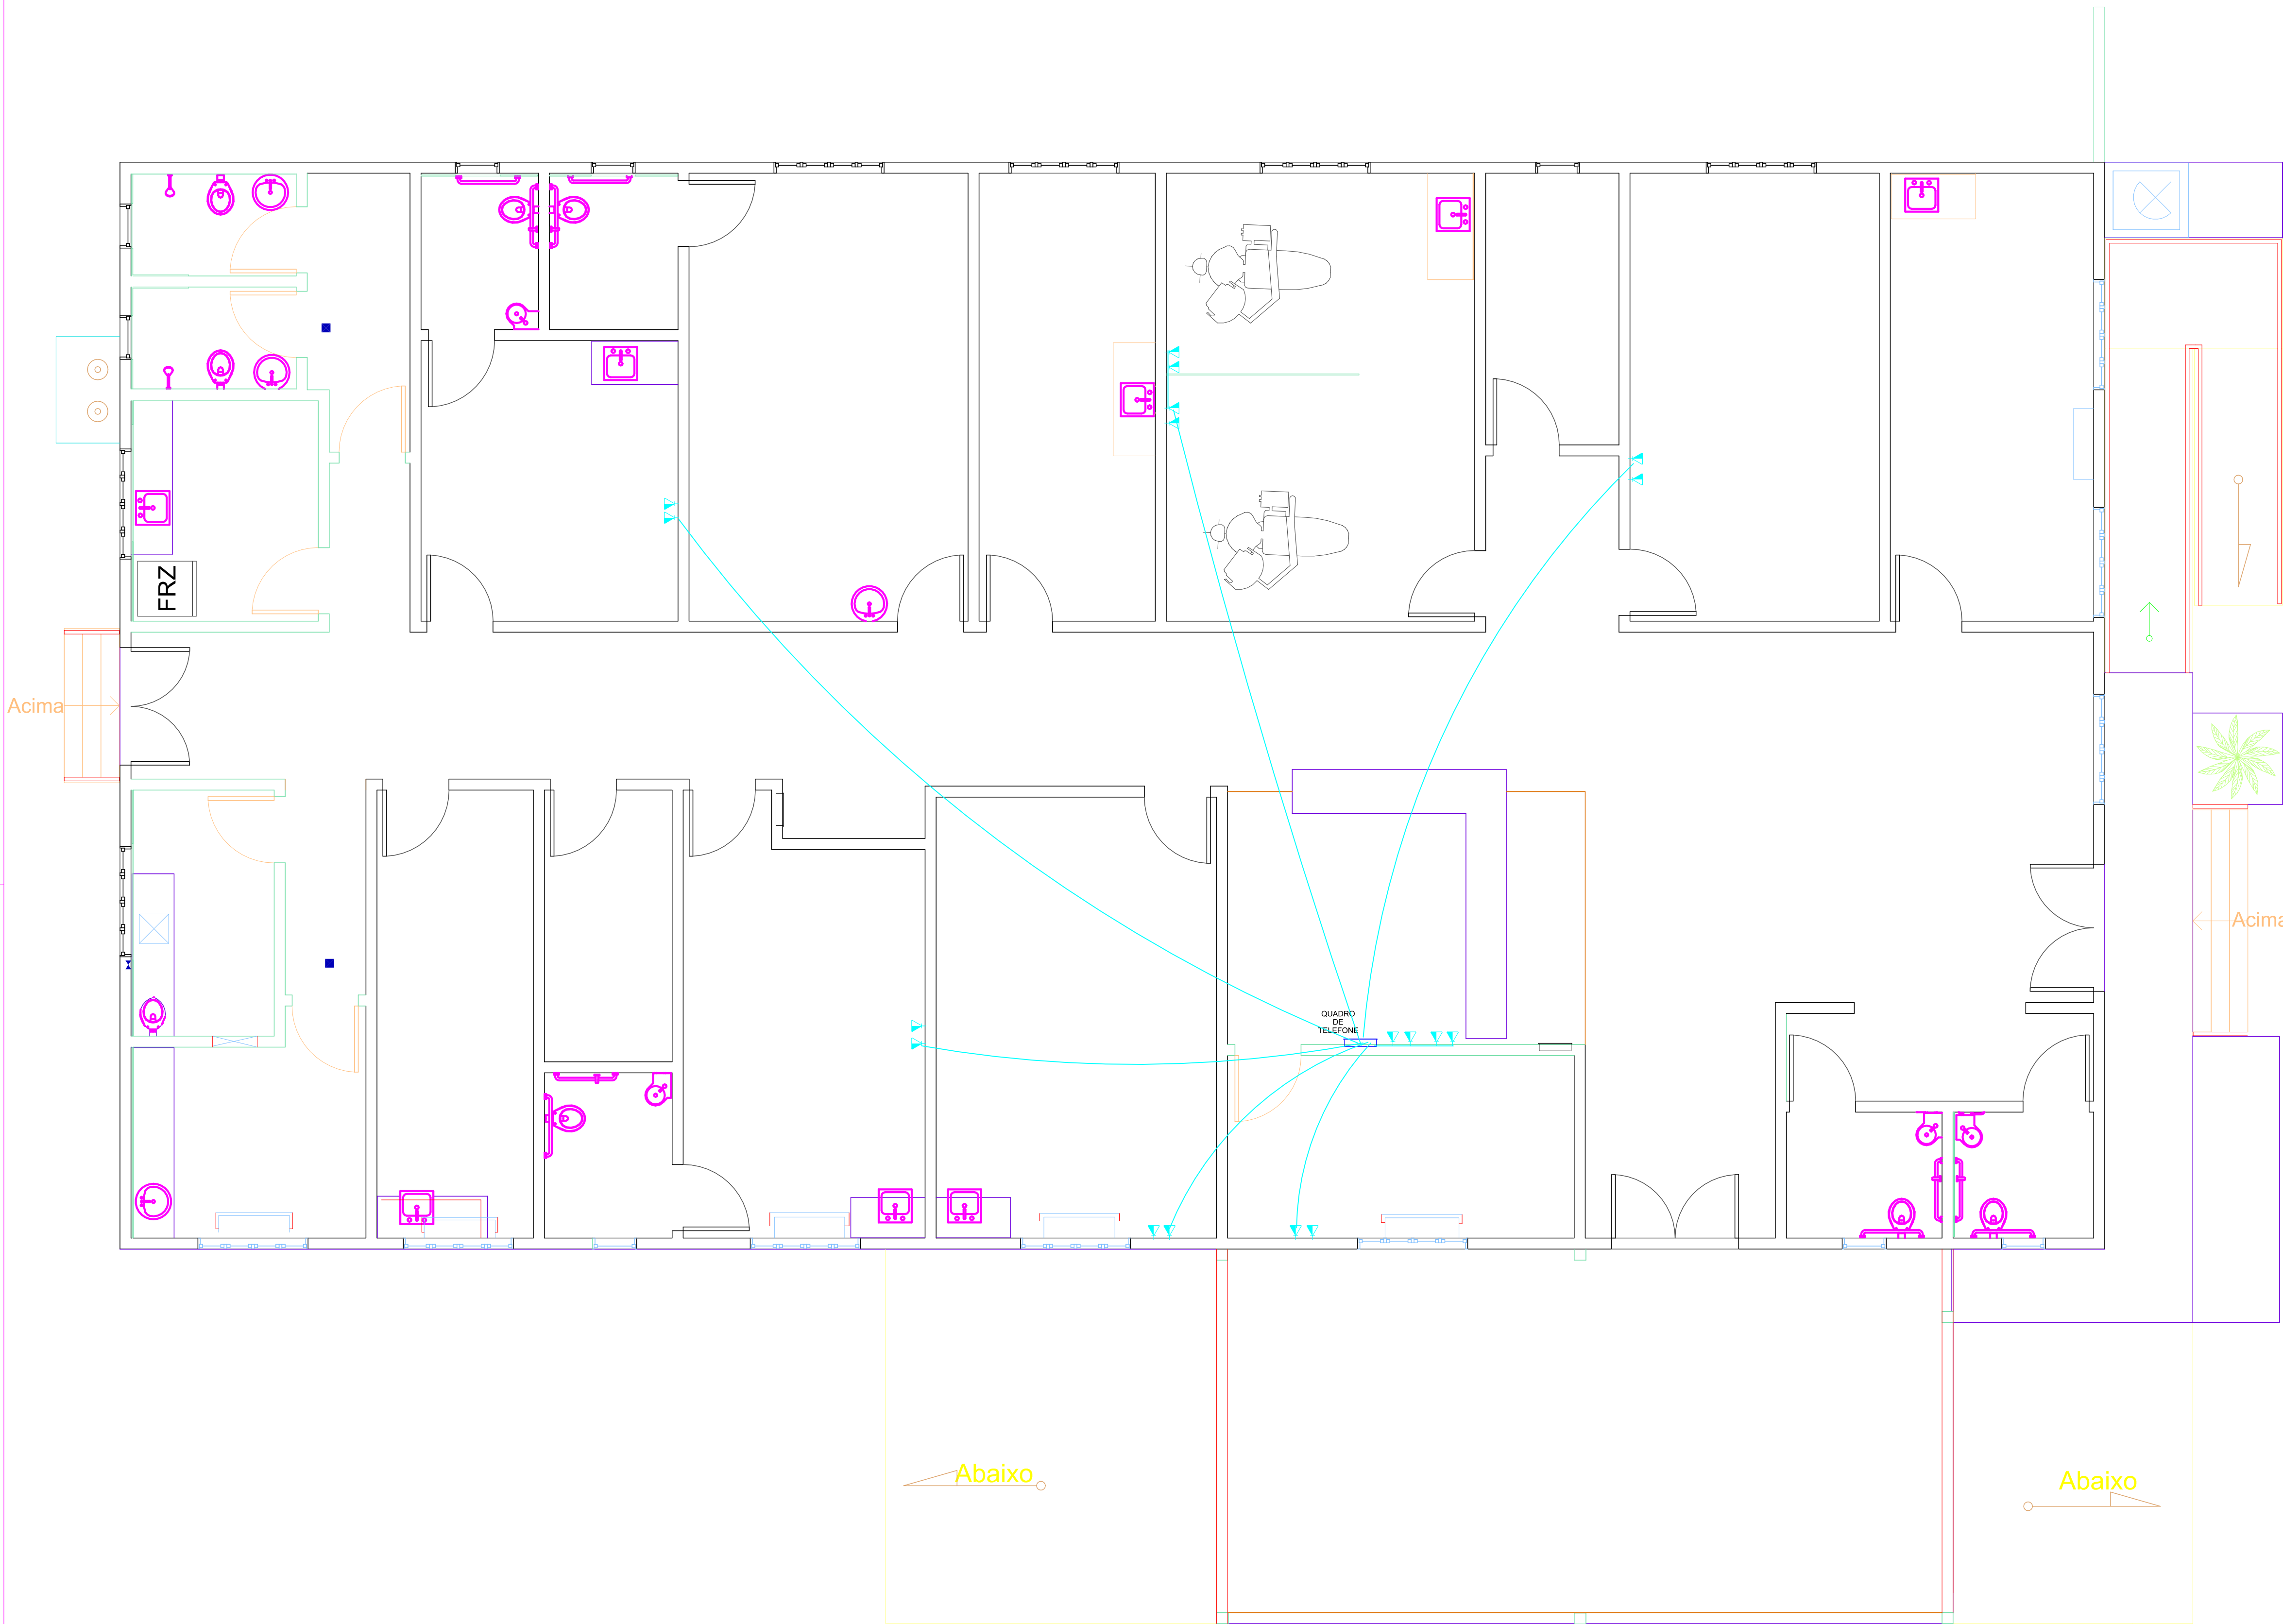 FRZ
Acima
Acima
QUADRO
DE
TELEFONE
Abaixo
Abaixo